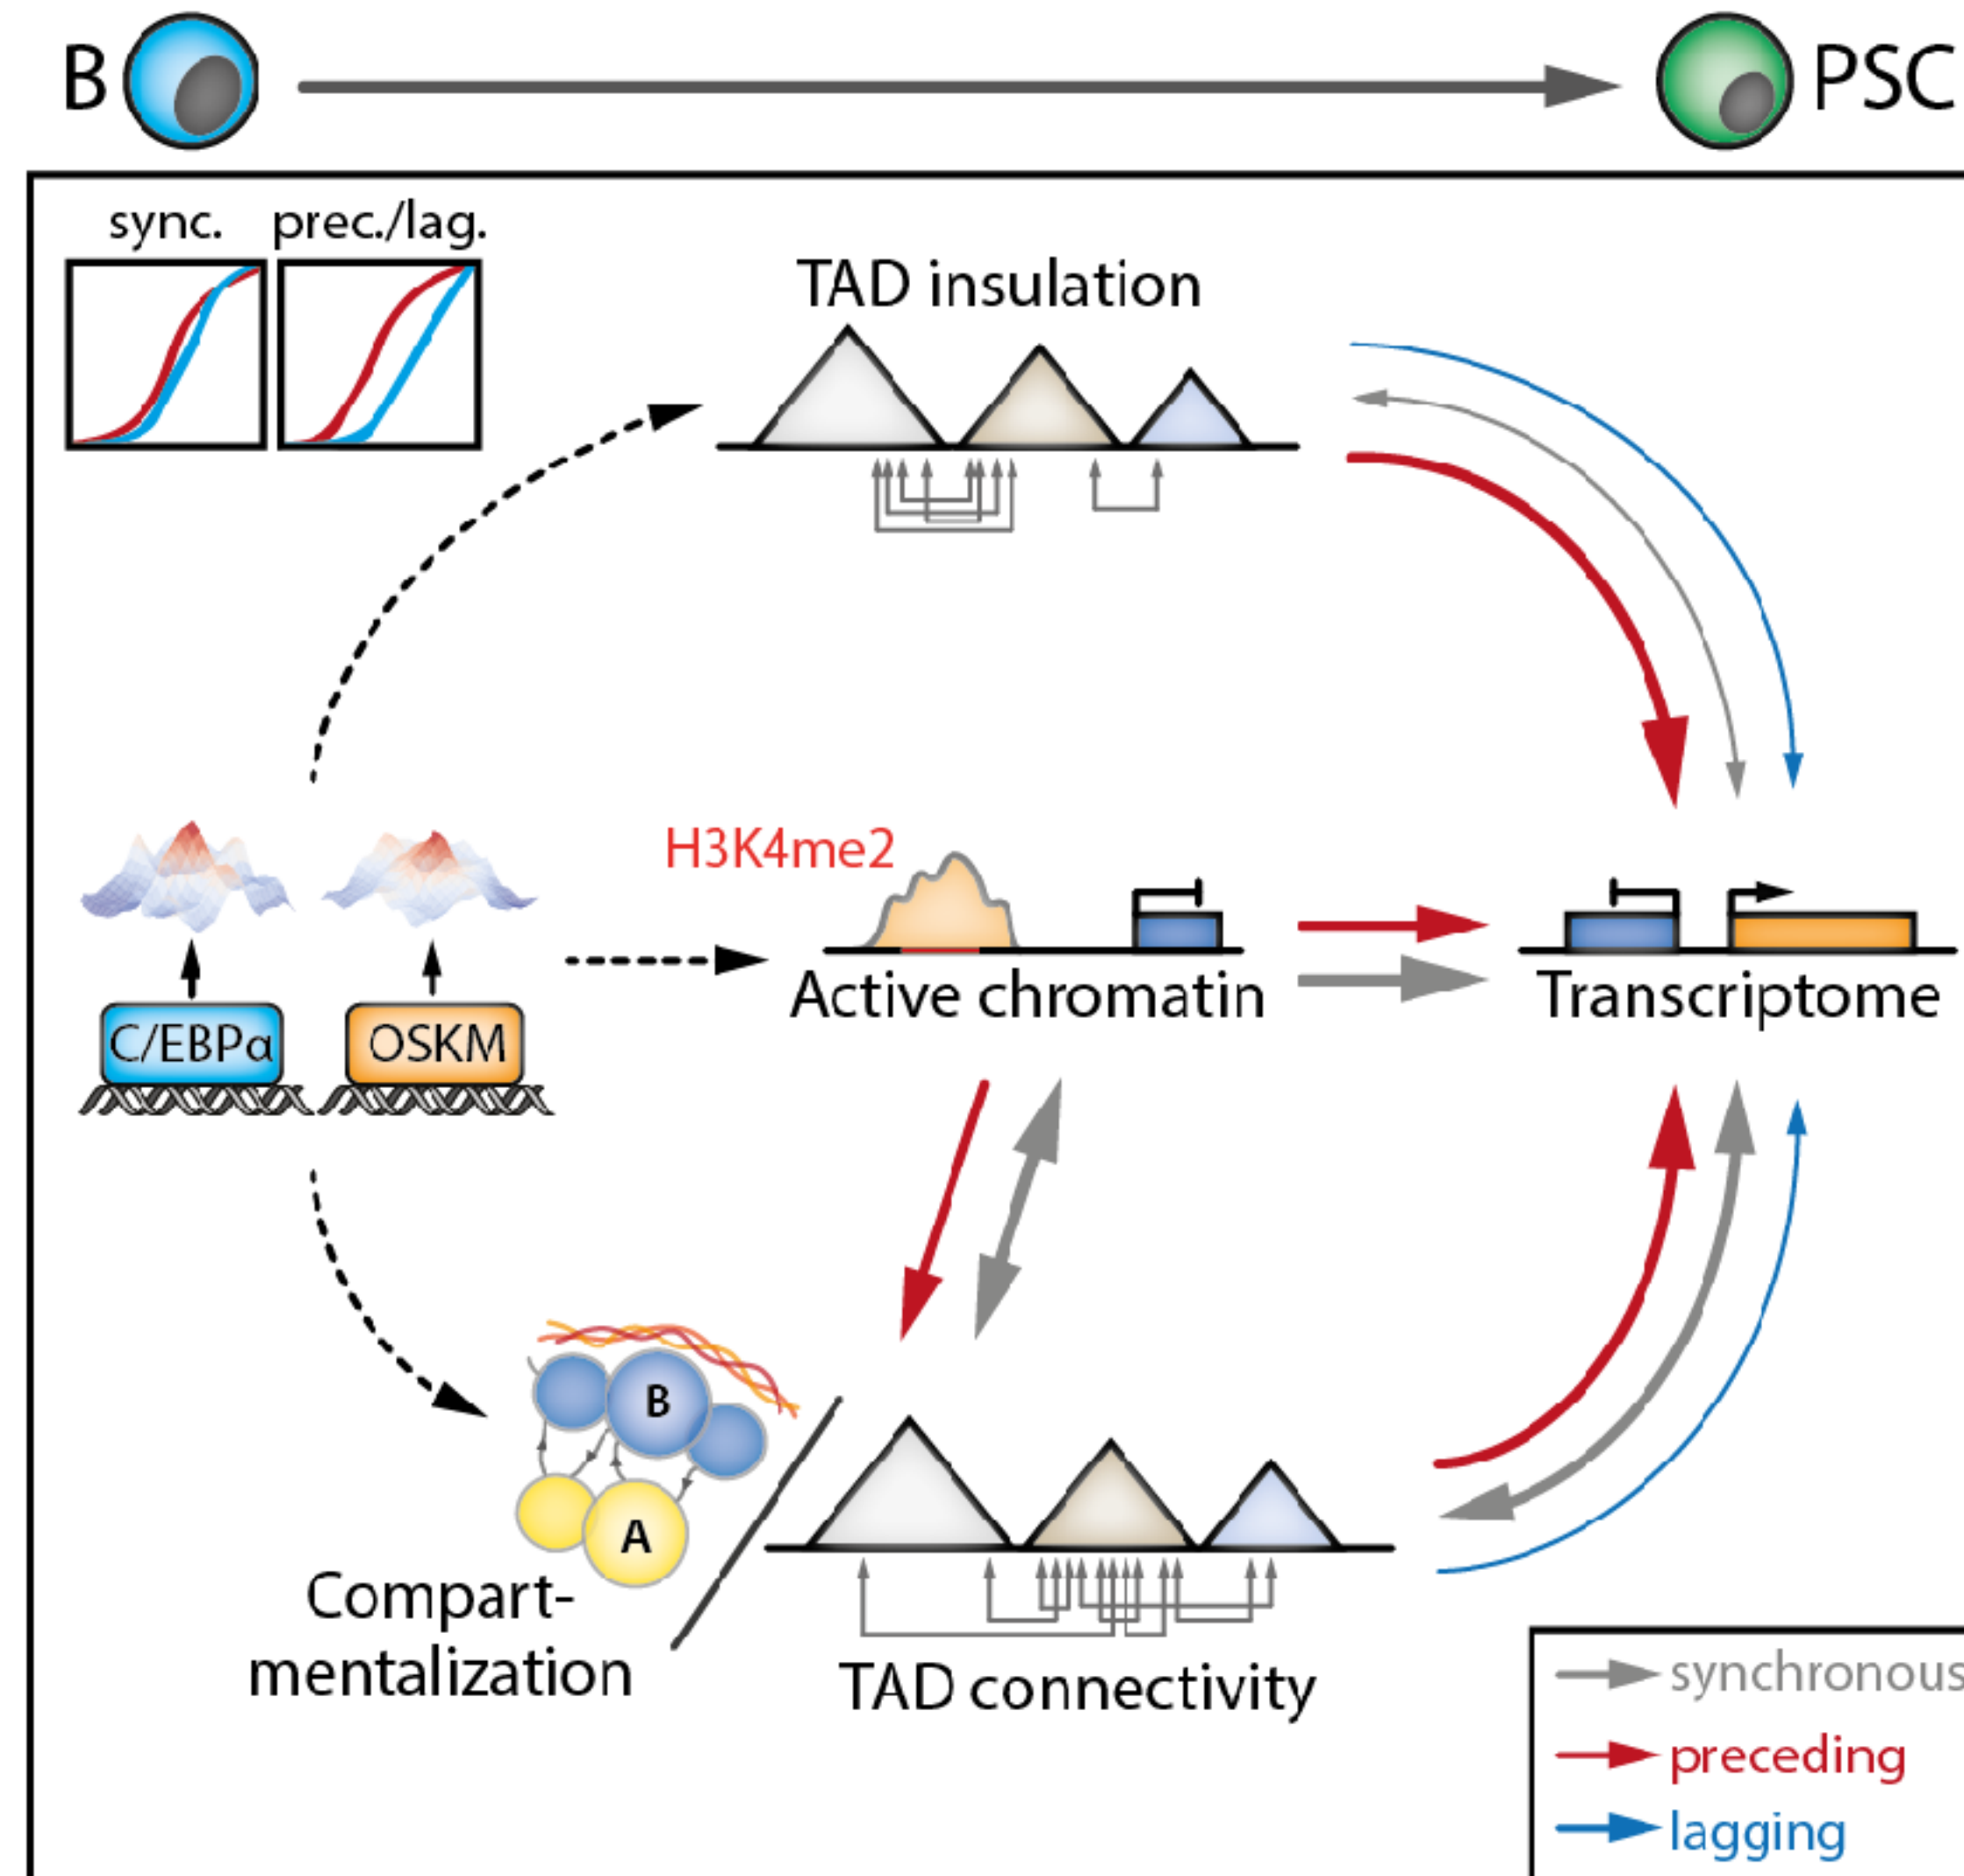 B
PSC
sync.
prec./lag.
TAD insulation
H3K4me2
C/EBPα
OSKM
Active chromatin
Transcriptome
B
A
Compart-
mentalization
TAD connectivity
synchronous
preceding
lagging